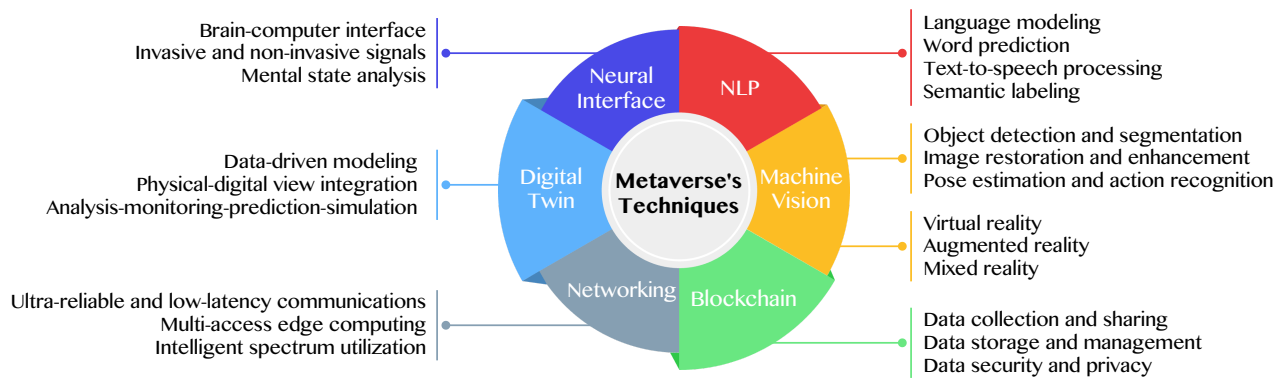 Brain-computer interface
Invasive and non-invasive signals
Mental state analysis
Data-driven modeling
Physical-digital view integration
Analysis-monitoring-prediction-simulation
Ultra-reliable and low-latency communications
Multi-access edge computing
Intelligent spectrum utilization
Neural
Interface
NLP
Digital
Twin
Metaverse's
Techniques
Machine
Vision
Networking
Blockchain
Language modeling
Word prediction
Text-to-speech processing
Semantic labeling
Object detection and segmentation
Image restoration and enhancement
Pose estimation and action recognition
Virtual reality
Augmented reality
Mixed reality
Data collection and sharing
Data storage and management
Data security and privacy